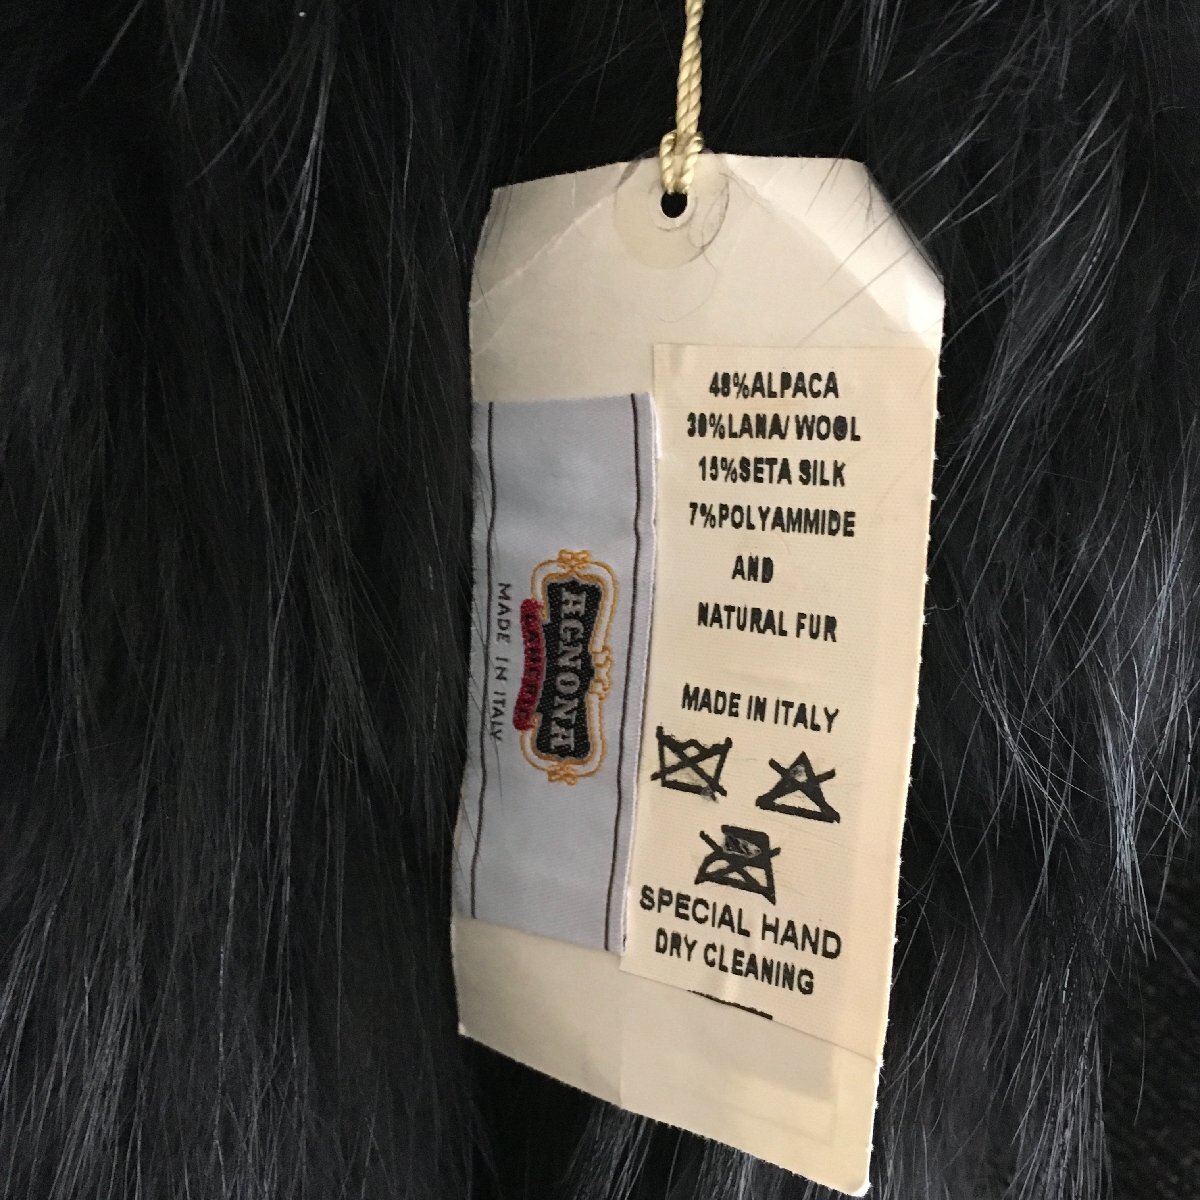 48%ALPACA
30%LANA/ WOOL
15%SETA SILK
7%POLYAMMIDE
AND
NATURAL FUR
MADE IN ITALY
SPECIAL HAND
DRY CLEANING
AGNONA
MADE IN ITALY